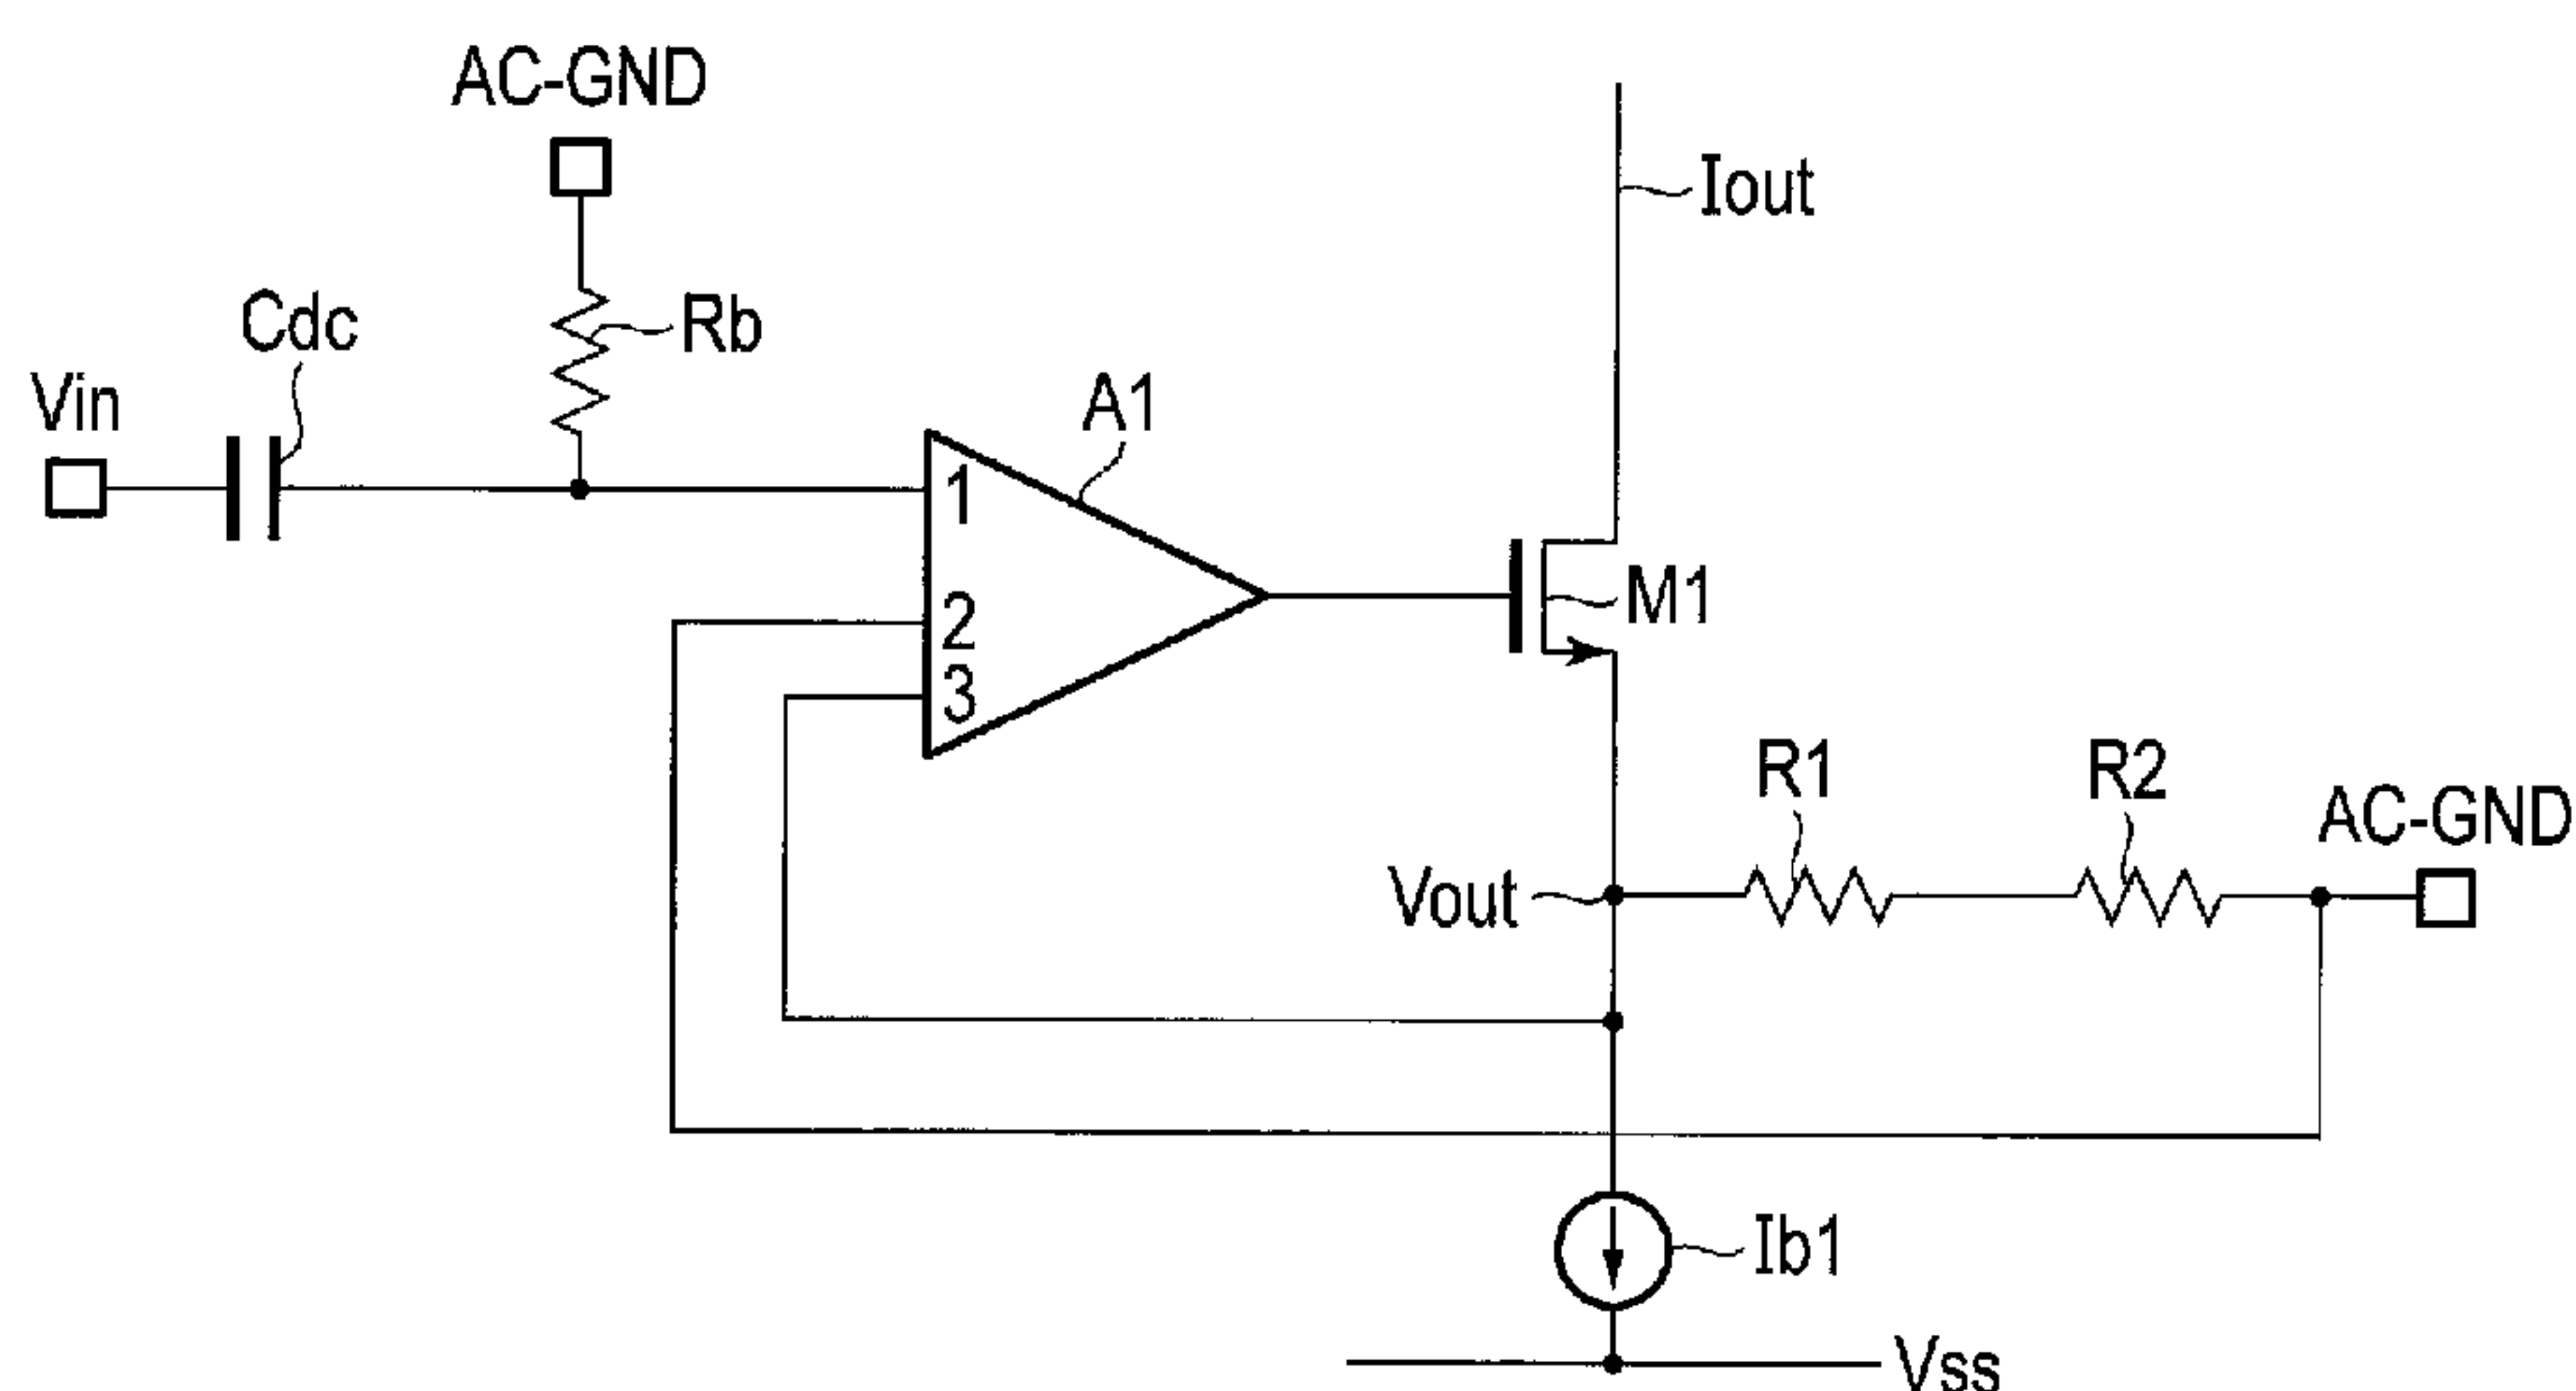 AC-GND
Iout
Cdc
Rb
Vin
A1
1
2
3
M1
R1
R2
AC-GND
Vout
Ib1
Vss